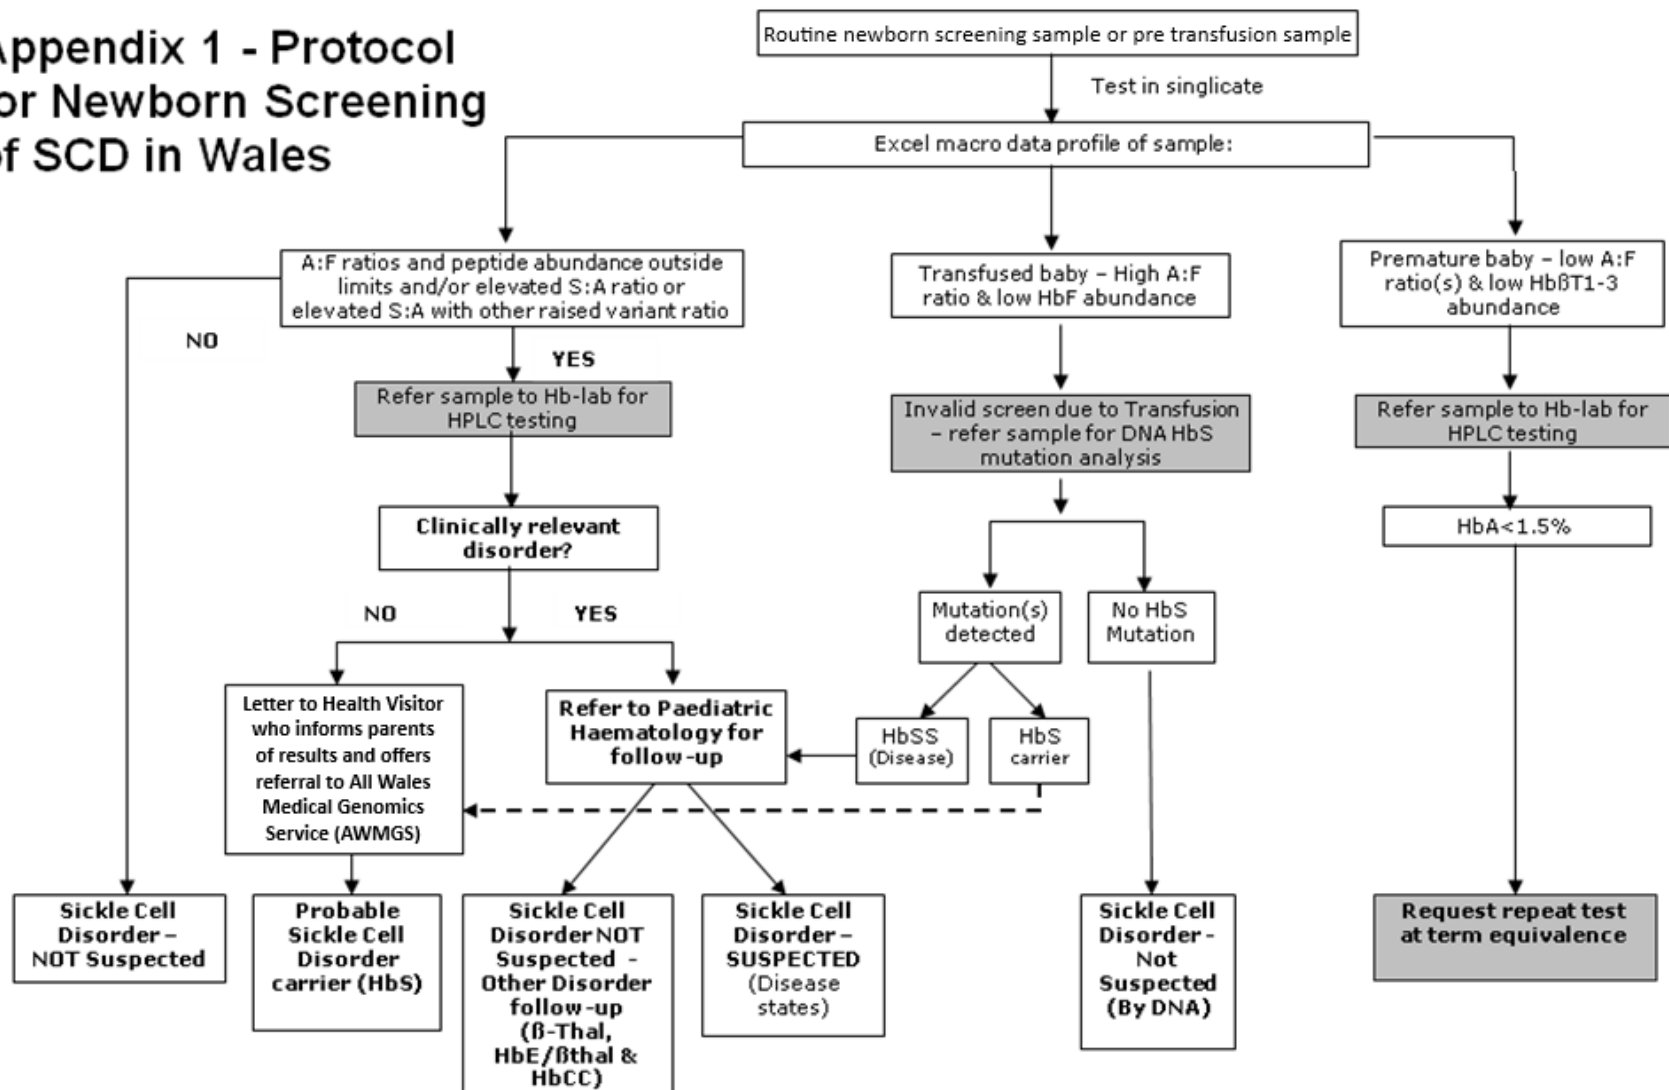 Appendix 1 - Protocol
for Newborn Screening
of SCD in Wales
Routine newborn screening sample or pre transfusion sample
Test in singlicate
Excel macro data profile of sample:
A:F ratios and peptide abundance outside
limits and/or elevated S:A ratio or
elevated S:A with other raised variant ratio
Transfused baby – High A:F
ratio & low HbF abundance
Premature baby – low A:F
ratio(s) & low HbßT1-3
abundance
NO
YES
Refer sample to Hb-lab for
HPLC testing
Invalid screen due to Transfusion
– refer sample for DNA HbS
mutation analysis
Refer sample to Hb-lab for
HPLC testing
Clinically relevant
disorder?
HbA<1.5%
NO
YES
Mutation(s)
detected
No HbS
Mutation
Letter to Health Visitor
who informs parents
of results and offers
referral to All Wales
Medical Genomics
Service (AWMGS)
Refer to Paediatric
Haematology for
follow-up
HbSS
(Disease)
HbS
carrier
Sickle Cell
Disorder –
NOT Suspected
Probable
Sickle Cell
Disorder
carrier (HbS)
Sickle Cell
Disorder NOT
Suspected -
Other Disorder
follow-up
(ß-Thal,
HbE/ßthal &
HbCC)
Sickle Cell
Disorder–
SUSPECTED
(Disease
states)
Sickle Cell
Disorder -
Not
Suspected
(By DNA)
Request repeat test
at term equivalence